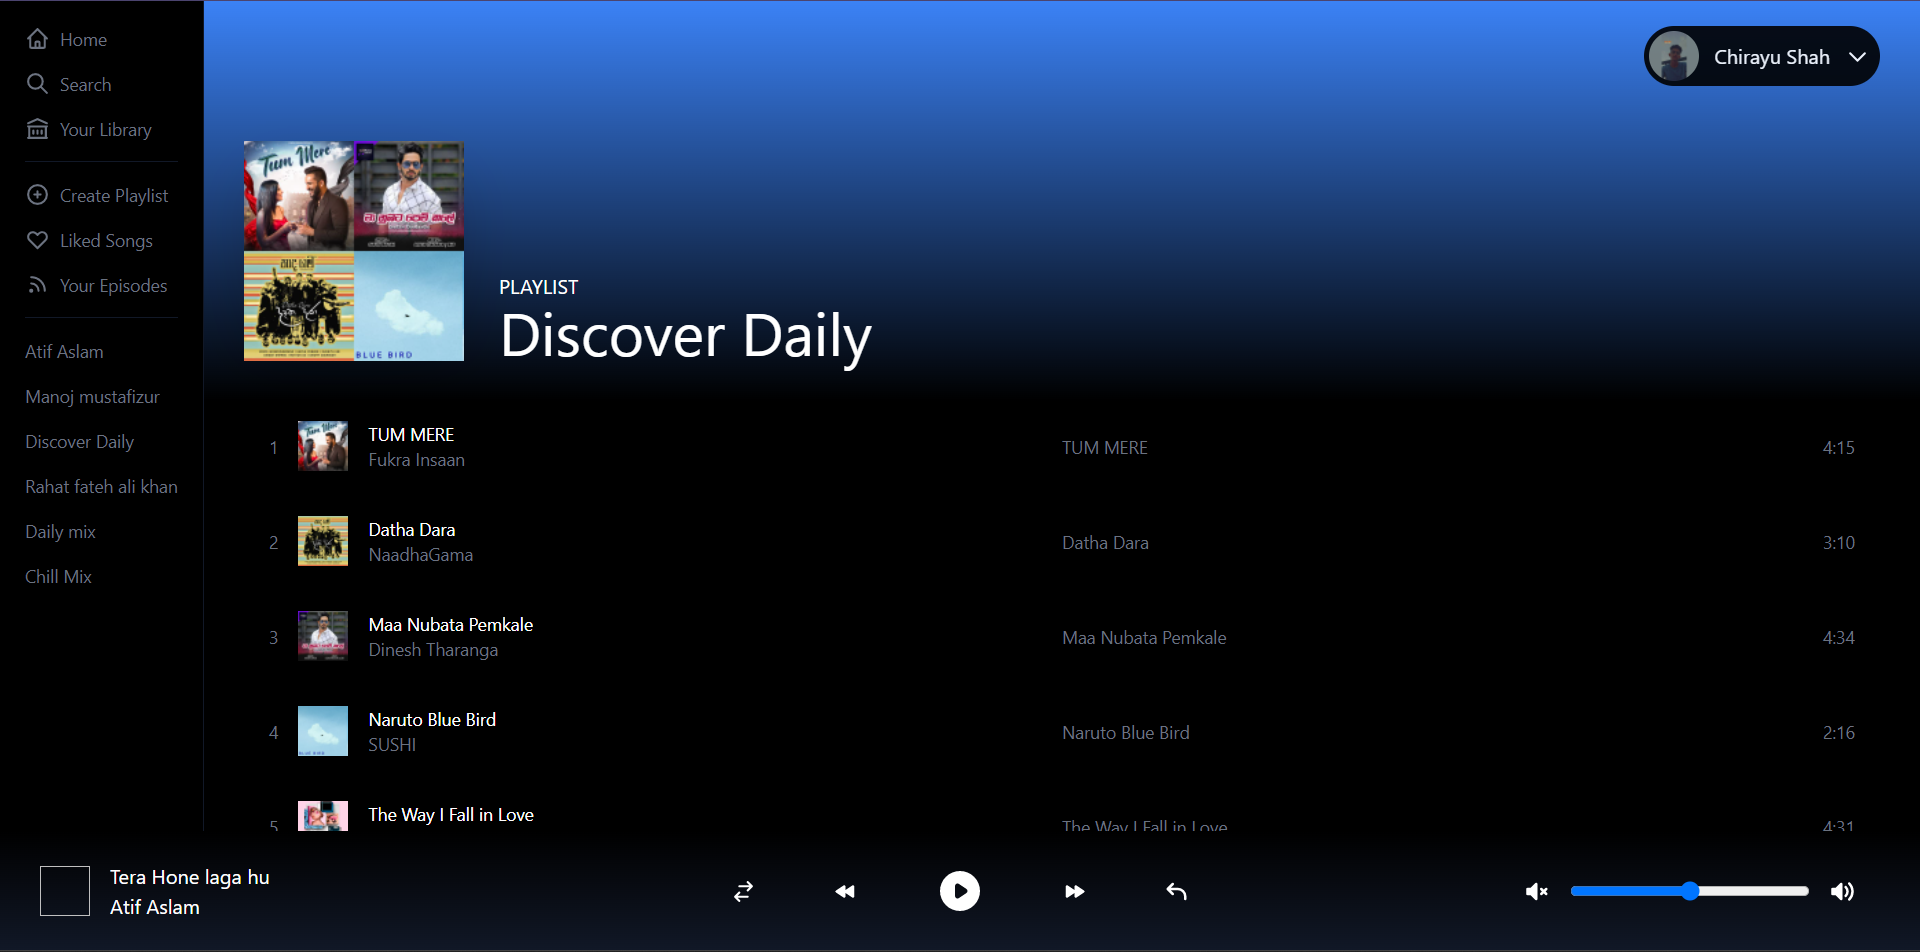 Home
Search
Your Library
Create Playlist
Liked Songs
Your Episodes
Atif Aslam
Manoj mustafizur
Discover Daily
Rahat fateh ali khan
Daily mix
Chill Mix
Chirayu Shah
Tum Mere
BLUE BIRD
PLAYLIST
Discover Daily
1 TUM MERE TUM MERE 4:15
Fukra Insaan
2 Datha Dara Datha Dara 3:10
NaadhaGama
3 Maa Nubata Pemkale Maa Nubata Pemkale 4:34
Dinesh Tharanga
4 Naruto Blue Bird Naruto Blue Bird 2:16
SUSHI
5 The Way I Fall in Love The Way I Fall in Love 4:31
Tera Hone laga hu
Atif Aslam